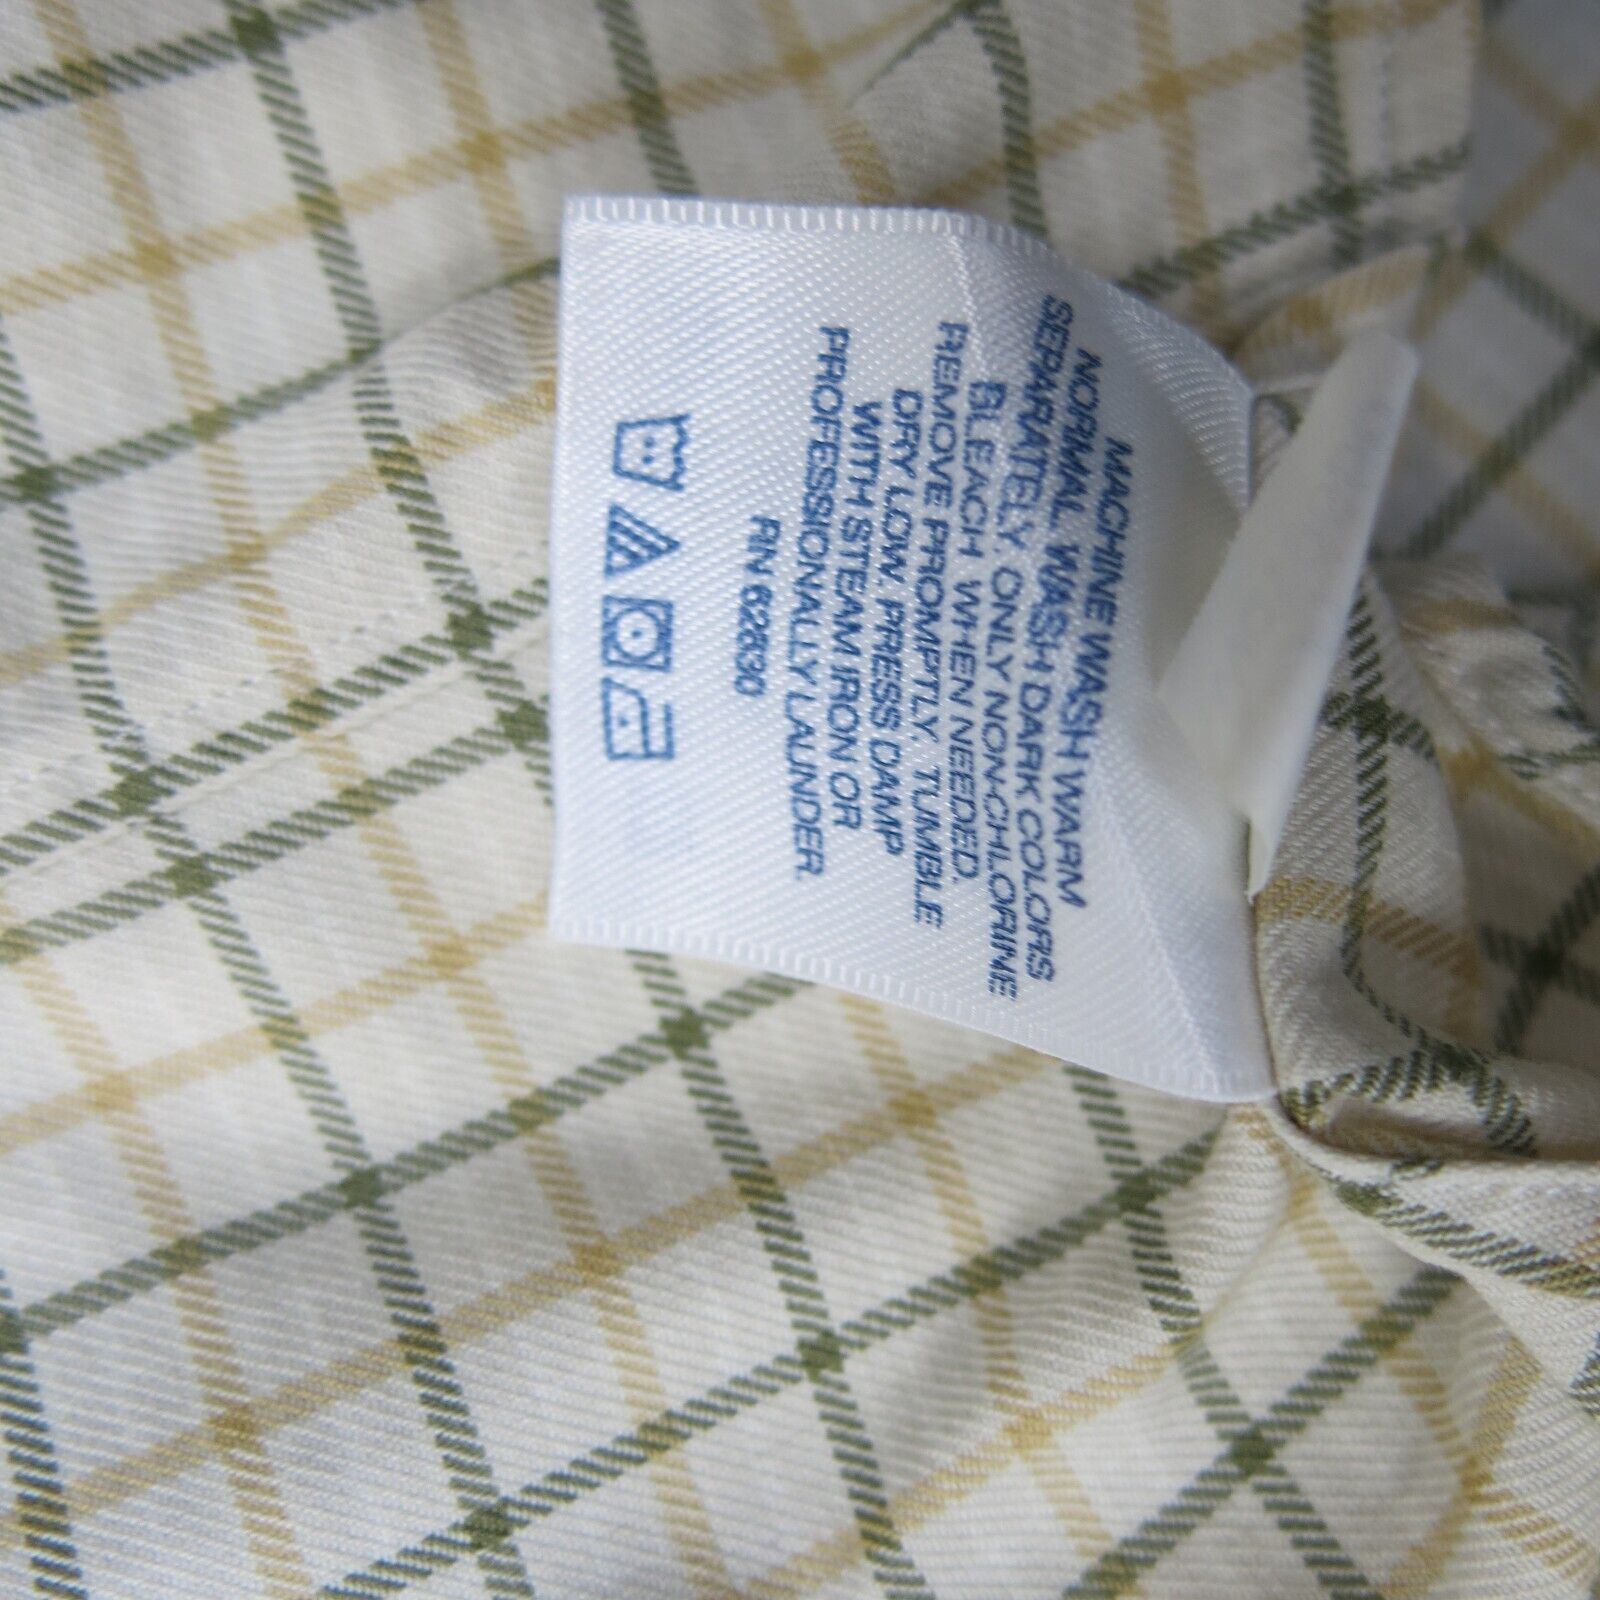 MACHINE WASH WARM
NORMAL. WASH DARK COLORS
SEPARATELY. ONLY NON-CHLORINE
BLEACH WHEN NEEDED.
REMOVE PROMPTLY. TUMBLE
DRY LOW. PRESS DAMP
WITH STEAM IRON OR
PROFESSIONALLY LAUNDER.
RN 62830